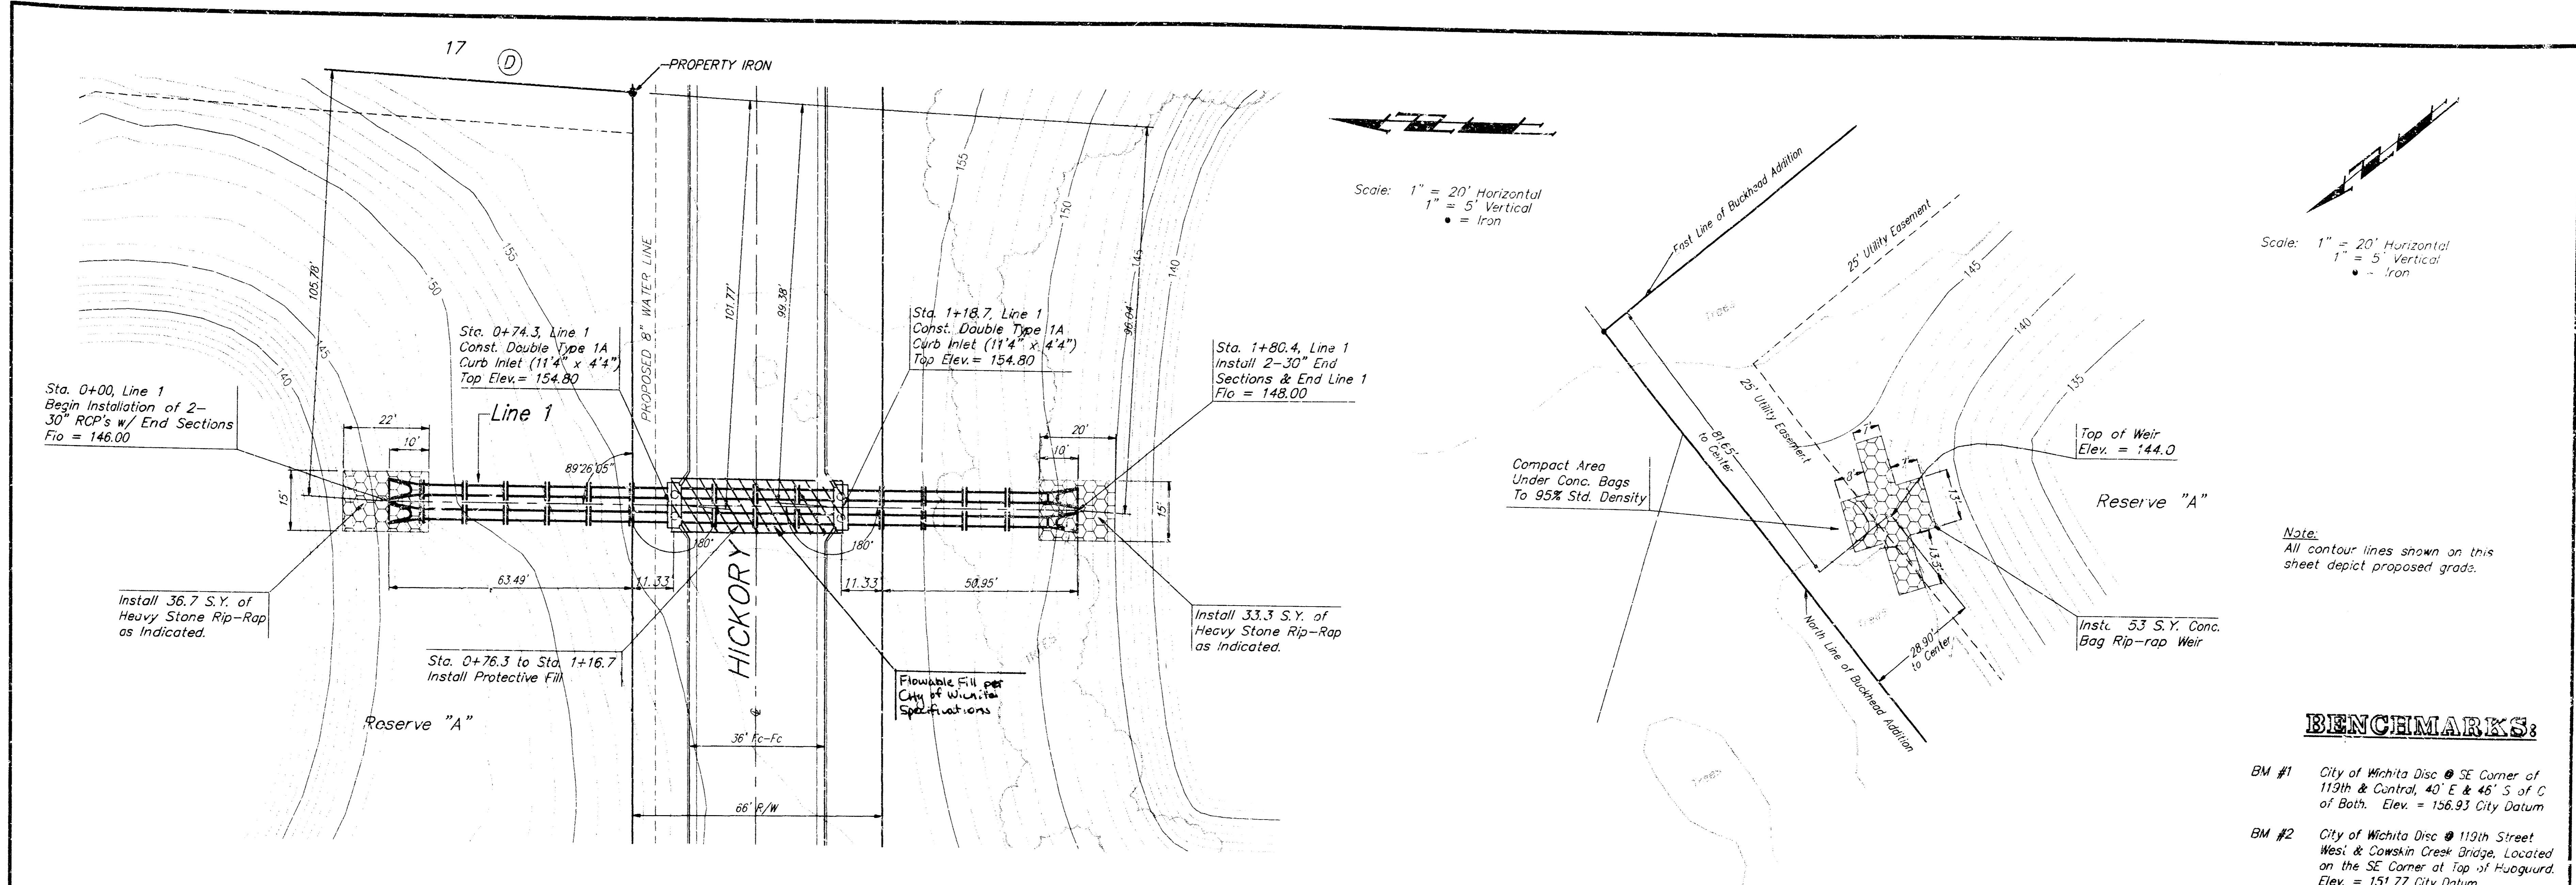 17
D
PROPERTY IRON
105.78'
101.77'
99.38'
96.04'
155
150
145
140
155
150
145
140
PROPOSED 8" WATER LINE
Sta. 0+00, Line 1
Begin Installation of 2-
30" RCP's w/ End Sections
Flo = 146.00
Sta. 0+74.3, Line 1
Const. Double Type 1A
Curb Inlet (11'4" x 4'4")
Top Elev.= 154.80
Line 1
Sta. 1+18.7, Line 1
Const. Double Type 1A
Curb Inlet (11'4" x 4'4")
Top Elev.= 154.80
Sta. 1+80.4, Line 1
Install 2-30" End
Sections & End Line 1
Flo = 148.00
22'
10'
15'
89°26'05"
180°
180°
20'
10'
15'
63.49'
11.33'
11.33'
50.95'
HICKORY
Install 36.7 S.Y. of
Heavy Stone Rip-Rap
as Indicated.
Sta. 0+76.3 to Sta. 1+16.7
Install Protective Fill
Flowable Fill per
City of Wichita
Specifications
Install 33.3 S.Y. of
Heavy Stone Rip-Rap
as Indicated.
Reserve "A"
Trees
36' Fc-Fc
66' R/W
Scale: 1" = 20' Horizontal
1" = 5' Vertical
• = Iron
East Line of Buckhead Addition
25' Utility Easement
25' Utility Easement
Trees
81.65'
to Center
145
140
135
Compact Area
Under Conc. Bags
To 95% Std. Density
7'
8'
7'
13'
13.3'
28.90'
to Center
Top of Weir
Elev. = 144.0
Reserve "A"
Trees
Trees
North Line of Buckhead Addition
53 S.Y. Conc.
Bag Rip-rap Weir
Scale: 1" = 20' Horizontal
1" = 5' Vertical
• = Iron
Note:
All contour lines shown on this
sheet depict proposed grade.
BENCHMARKS:
BM #1 City of Wichita Disc @ SE Corner of
119th & Central, 40' E & 46' S of C
of Both. Elev. = 156.93 City Datum
BM #2 City of Wichita Disc @ 119th Street
West & Cowskin Creek Bridge, Located
on the SE Corner at Top of Hubguard.
Elev. = 151.77 City Datum